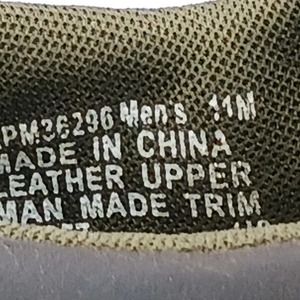 PM36296 Men's 11M
MADE IN CHINA
LEATHER UPPER
MAN MADE TRIM